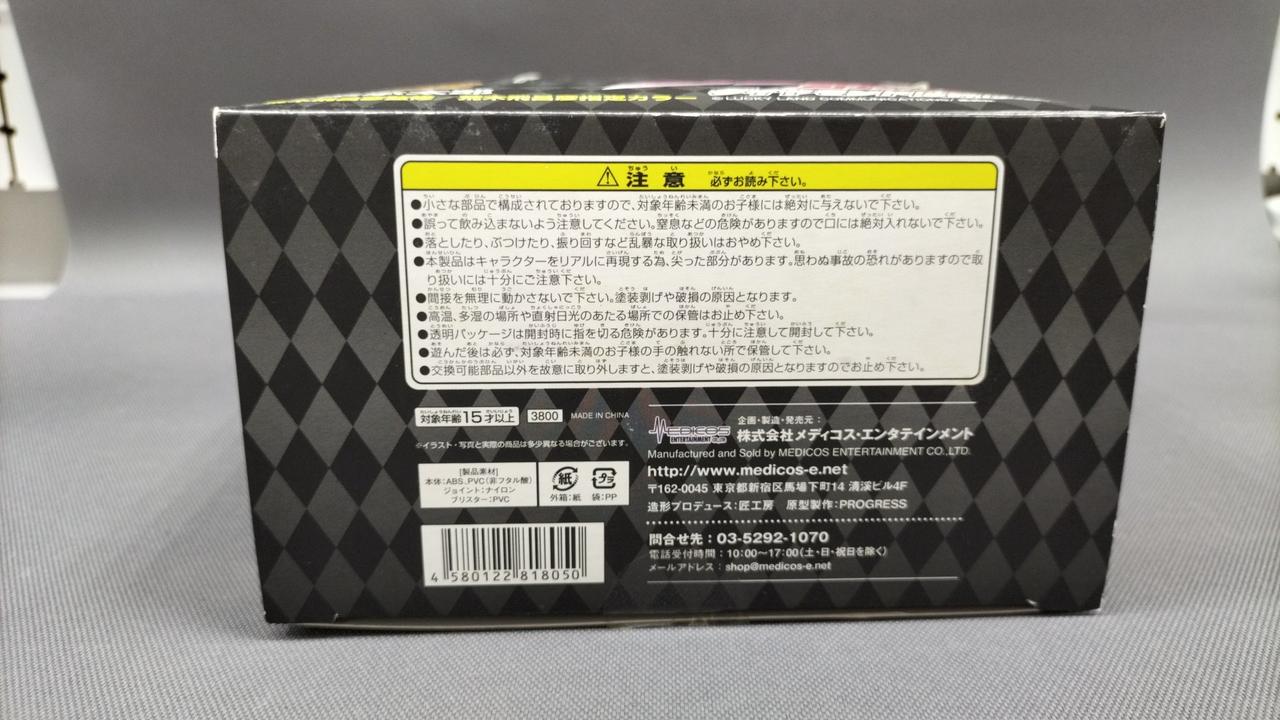 荒木飛呂彦指定カラー ©LUCKY LAND COMMUNICATIONS/
⚠注意 必ずお読み下さい。
●小さな部品で構成されておりますので、対象年齢未満のお子様には絶対に与えないで下さい。
●誤って飲み込まないよう注意してください。窒息などの危険がありますので口には絶対入れないで下さい。
●落としたり、ぶつけたり、振り回すなど乱暴な取り扱いはおやめ下さい。
●本製品はキャラクターをリアルに再現する為、尖った部分があります。思わぬ事故の恐れがありますので取
り扱いには十分にご注意下さい。
●間接を無理に動かさないで下さい。塗装剥げや破損の原因となります。
●高温、多湿の場所や直射日光のあたる場所での保管はお止め下さい。
●透明パッケージは開封時に指を切る危険があります。十分に注意して開封して下さい。
●遊んだ後は必ず、対象年齢未満のお子様の手の触れない所で保管して下さい。
●交換可能部品以外を故意に取り外しますと、塗装剥げや破損の原因となりますのでお止め下さい。
対象年齢15才以上 3800 MADE IN CHINA
※イラスト・写真と実際の商品は多少異なる場合がございます。
[製品素材]
本体:ABS、PVC(非フタル酸)
ジョイント:ナイロン
ブリスター:PVC
紙 プラ
外箱:紙 袋:PP
4 580122 818050
MEDICOS
ENTERTAINMENT
企画・製造・発売元:
株式会社メディコス・エンタテインメント
Manufactured and Sold by MEDICOS ENTERTAINMENT CO.,LTD.
http://www.medicos-e.net
〒162-0045 東京都新宿区馬場下町14 清渓ビル4F
造形プロデュース:匠工房 原型製作:PROGRESS
問合せ先:03-5292-1070
電話受付時間:10:00〜17:00(土・日・祝日を除く)
メールアドレス:shop@medicos-e.net